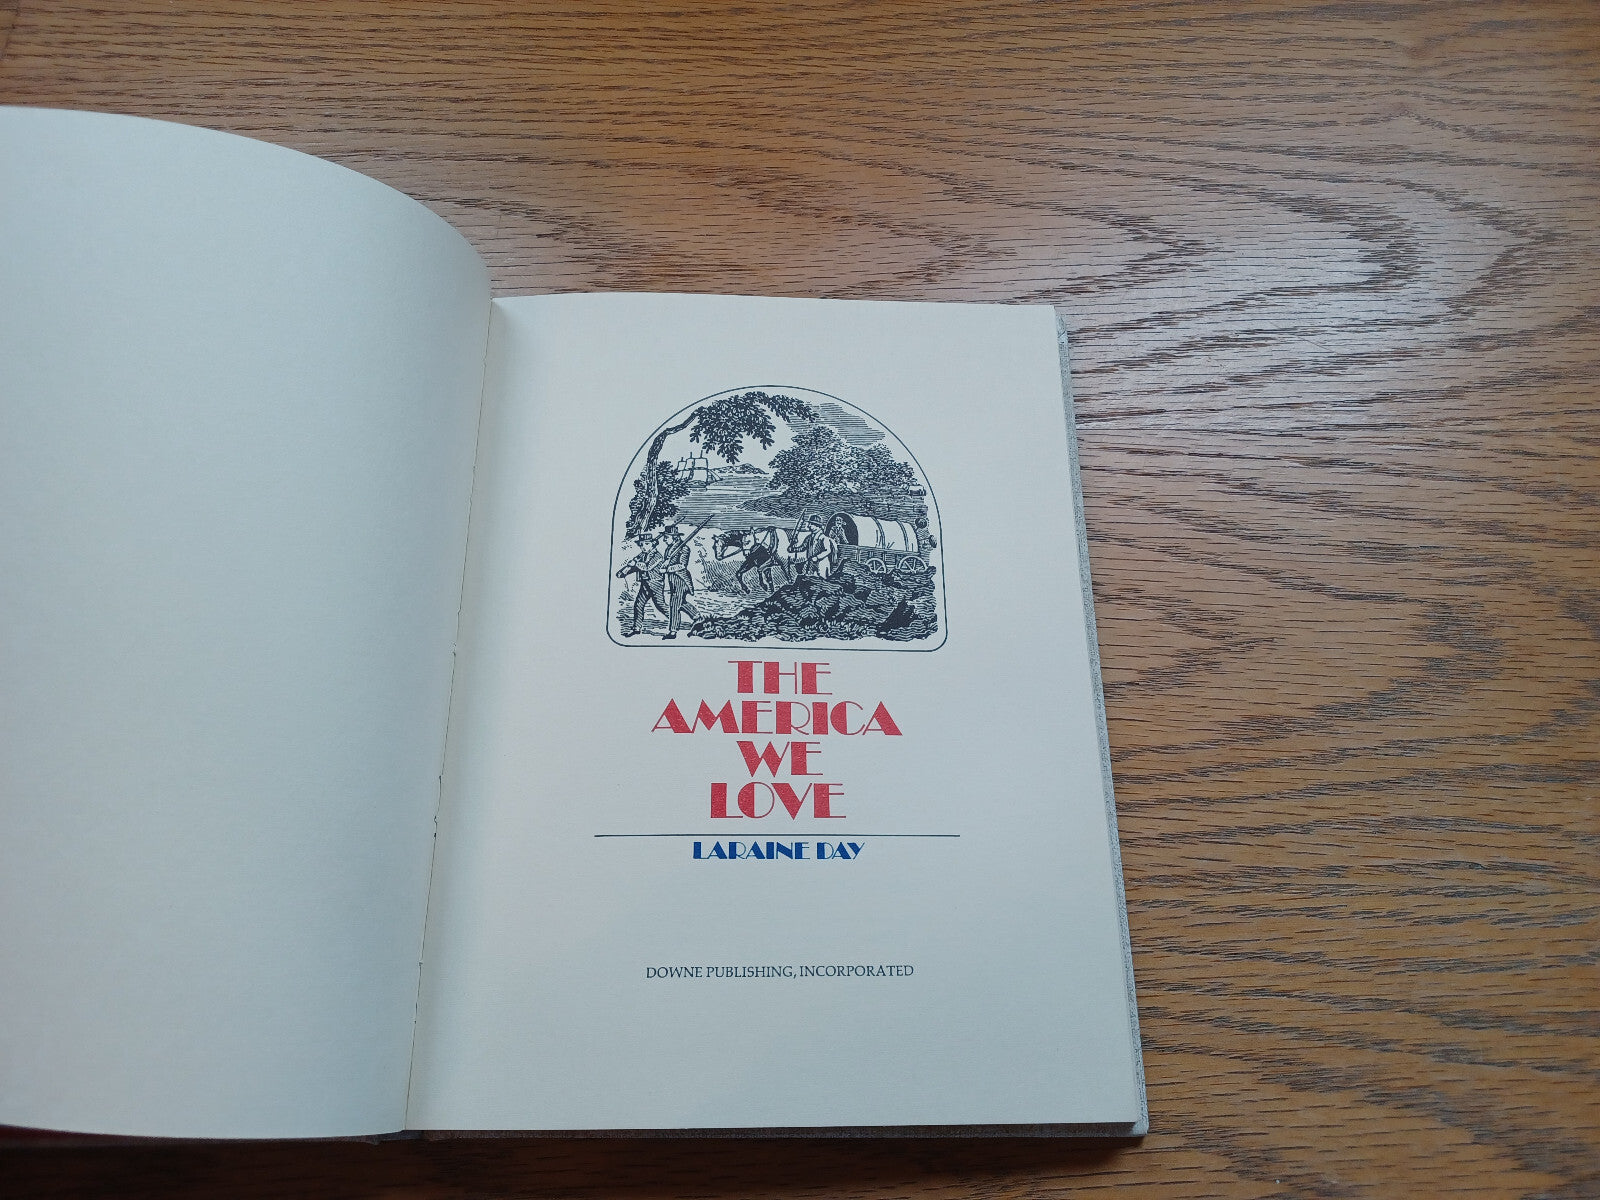 THE
AMERICA
WE
LOVE
LARAINE DAY
DOWNE PUBLISHING, INCORPORATED